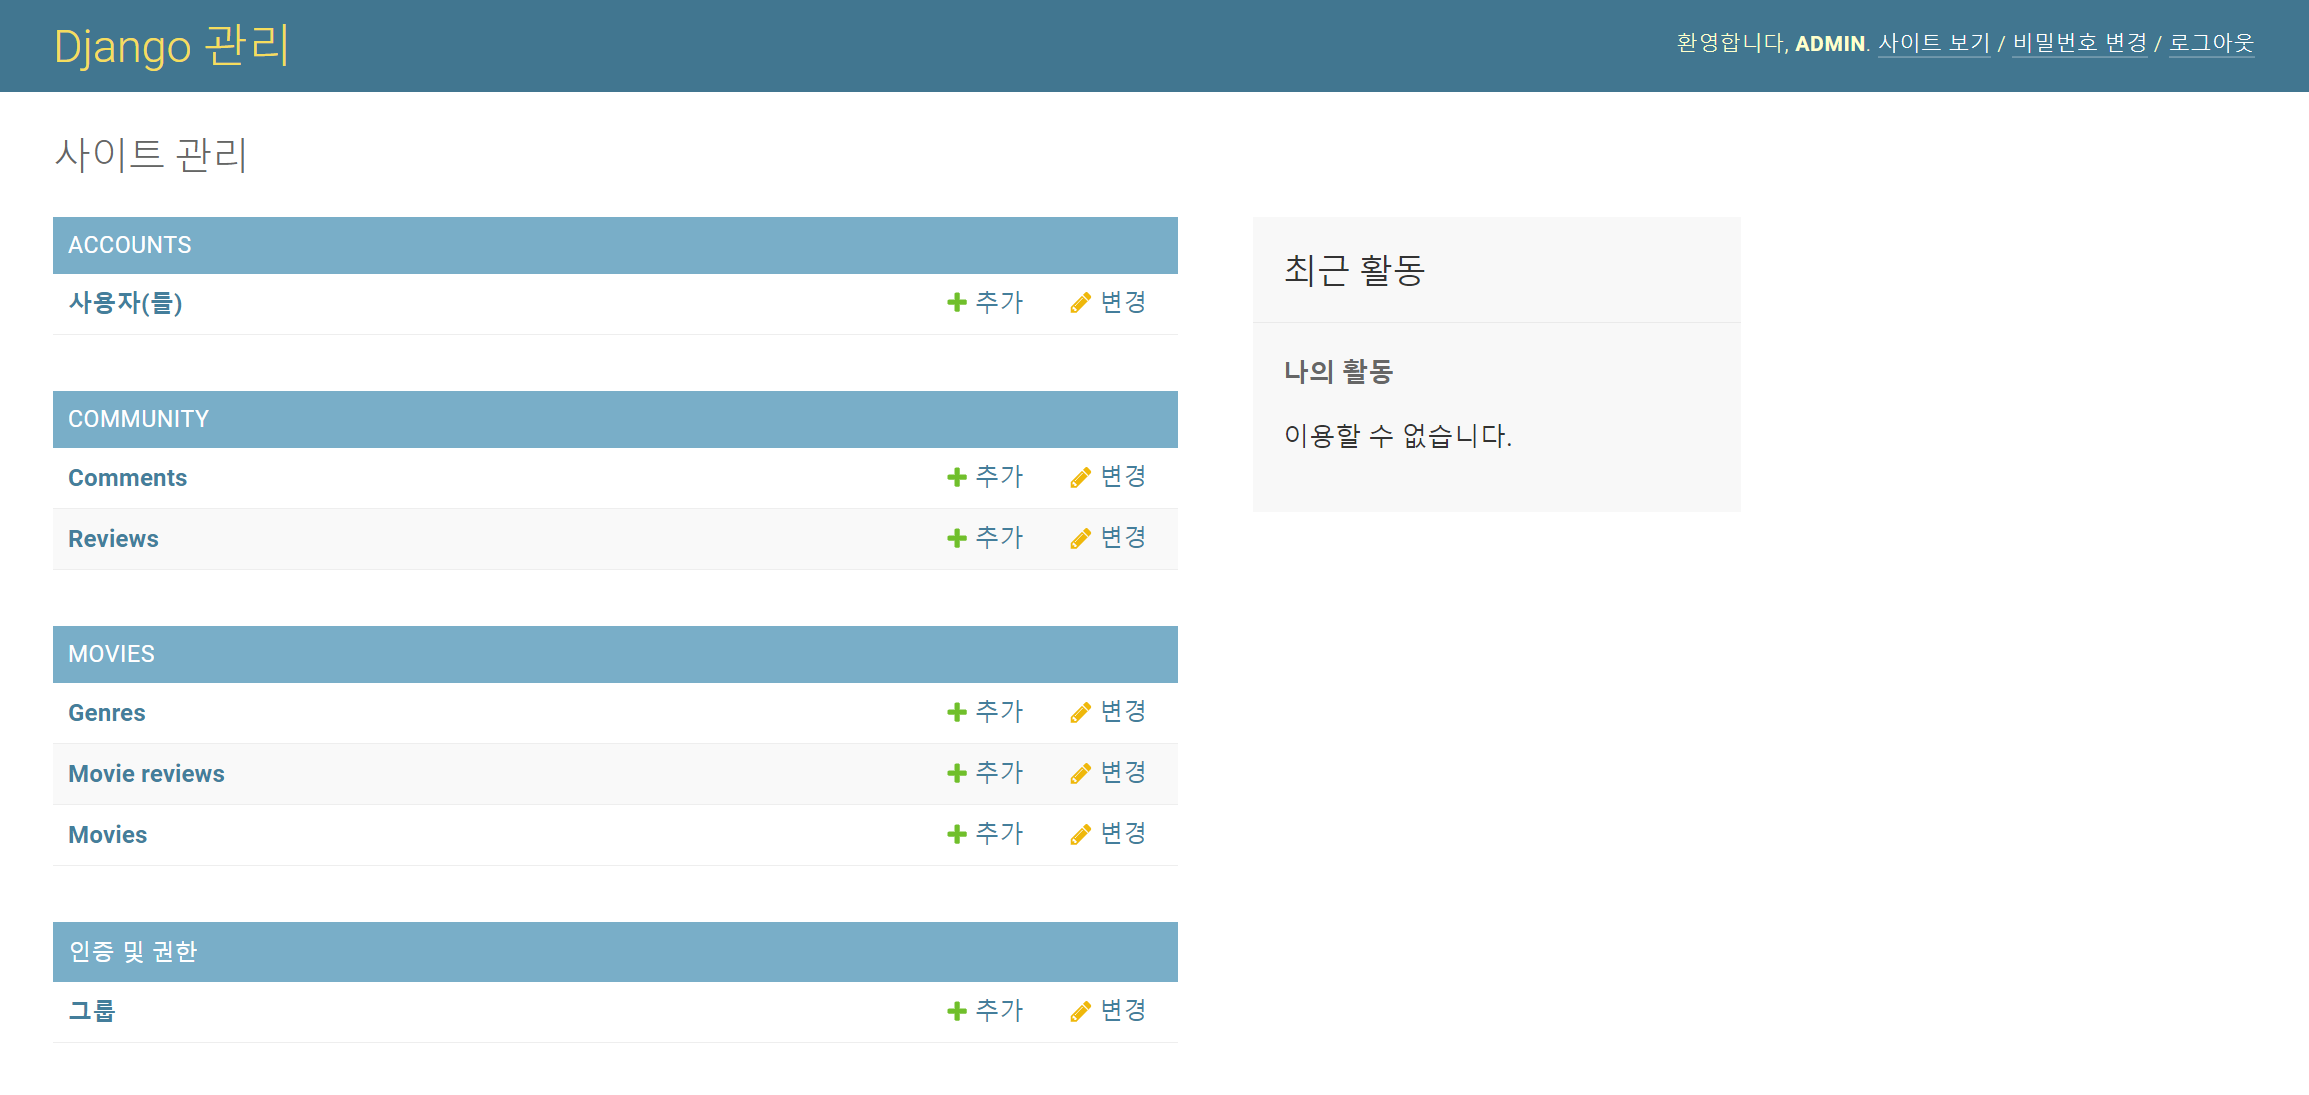 Django 관리
환영합니다, ADMIN. 사이트 보기 / 비밀번호 변경 / 로그아웃
사이트 관리
ACCOUNTS
사용자(들) 추가 변경
COMMUNITY
Comments 추가 변경
Reviews 추가 변경
MOVIES
Genres 추가 변경
Movie reviews 추가 변경
Movies 추가 변경
인증 및 권한
그룹 추가 변경
최근 활동
나의 활동
이용할 수 없습니다.